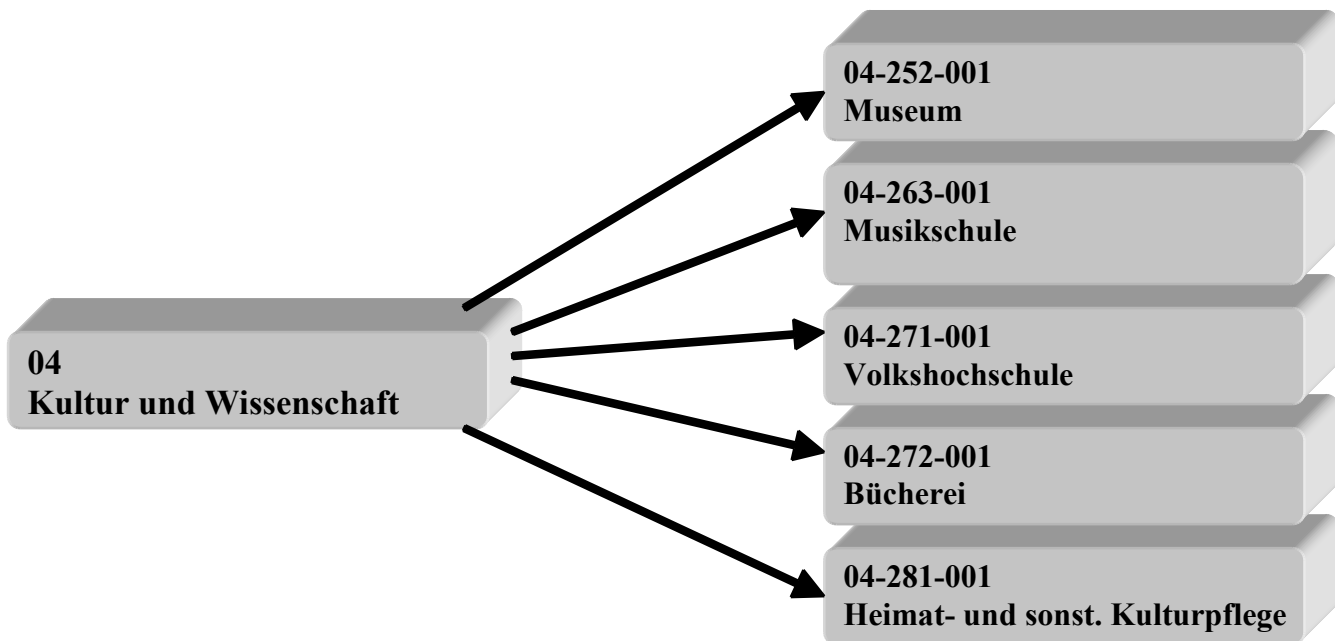 04-252-001
Museum
04-263-001
Musikschule
04
Kultur und Wissenschaft
04-271-001
Volkshochschule
04-272-001
Bücherei
04-281-001
Heimat- und sonst. Kulturpflege